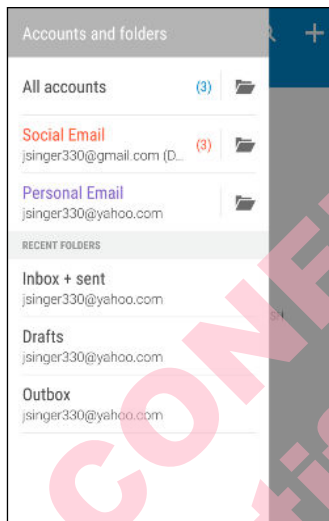 Accounts and folders
All accounts (3)
Social Email
jsinger330@gmail.com (D... (3)
Personal Email
jsinger330@yahoo.com
RECENT FOLDERS
Inbox + sent
jsinger330@yahoo.com
Drafts
jsinger330@yahoo.com
Outbox
jsinger330@yahoo.com
CONF